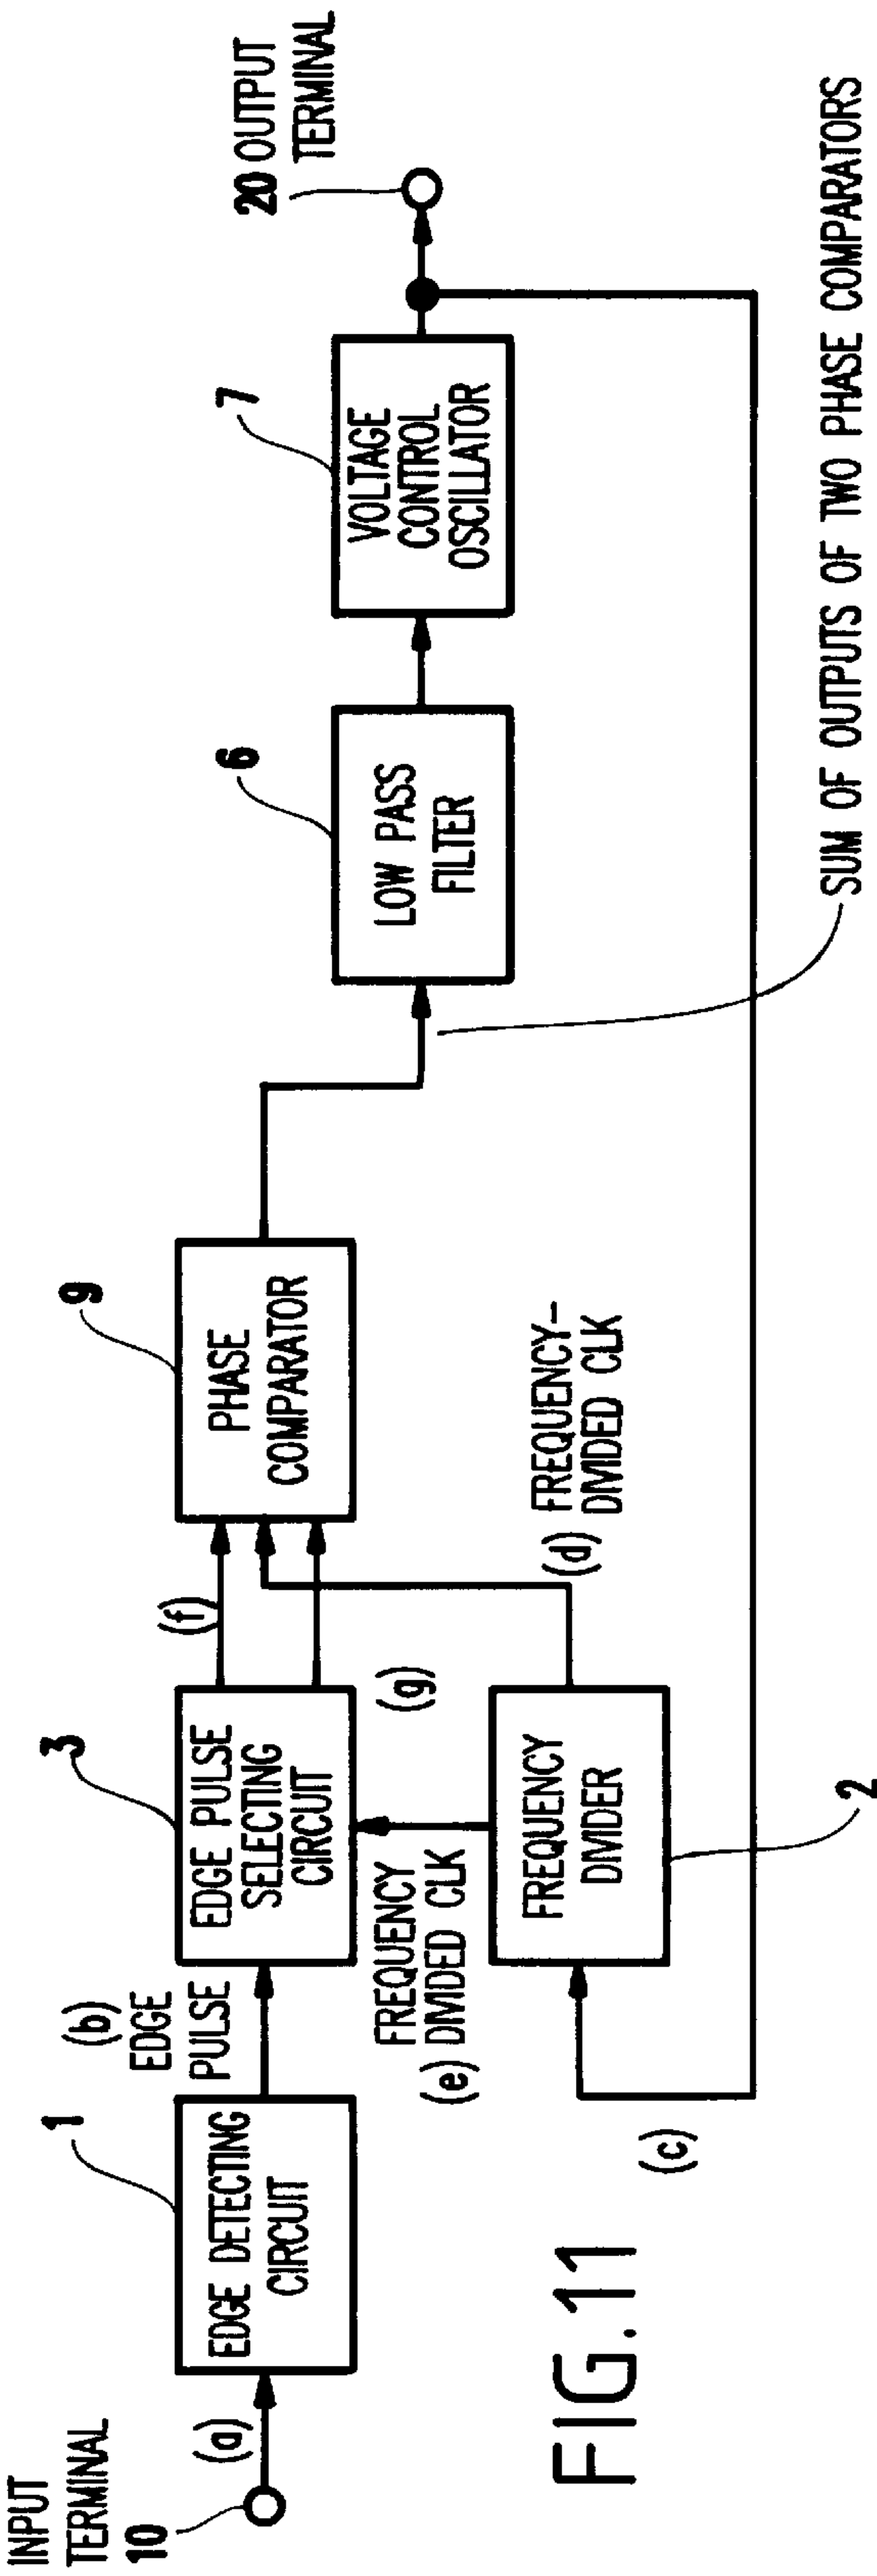 INPUT
TERMINAL
10
(a)
1
EDGE DETECTING
CIRCUIT
(b)
EDGE
PULSE
3
EDGE PULSE
SELECTING
CIRCUIT
(f)
(g)
9
PHASE
COMPARATOR
6
LOW PASS
FILTER
7
VOLTAGE
CONTROL
OSCILLATOR
20 OUTPUT
TERMINAL
FREQUENCY
(e) DIVIDED CLK
FREQUENCY
DIVIDER
2
(d) FREQUENCY-
DIVIDED CLK
(c)
SUM OF OUTPUTS OF TWO PHASE COMPARATORS
FIG.11